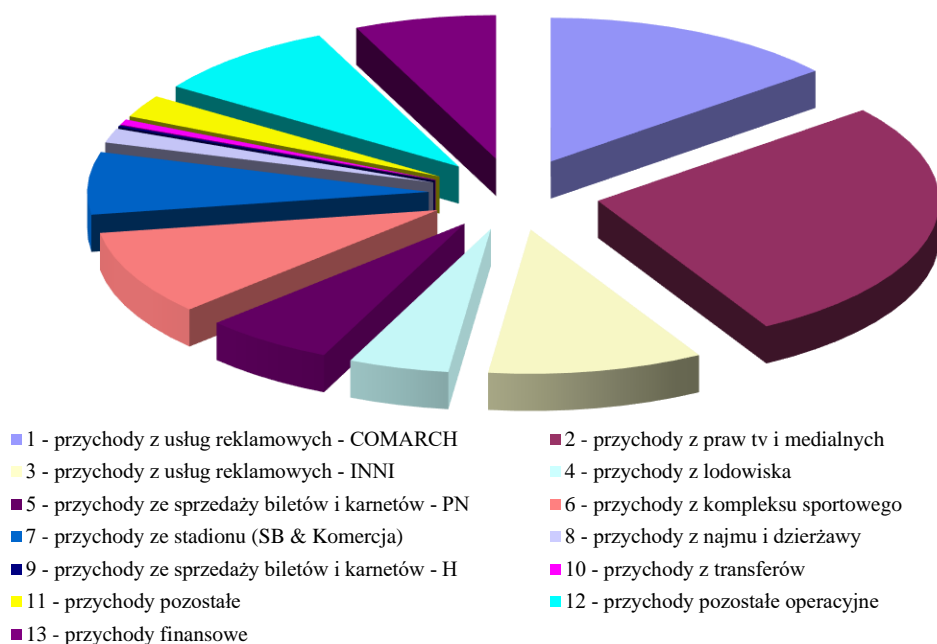 1 - przychody z usług reklamowych - COMARCH
2 - przychody z praw tv i medialnych
3 - przychody z usług reklamowych - INNI
4 - przychody z lodowiska
5 - przychody ze sprzedaży biletów i karnetów - PN
6 - przychody z kompleksu sportowego
7 - przychody ze stadionu (SB & Komercja)
8 - przychody z najmu i dzierżawy
9 - przychody ze sprzedaży biletów i karnetów - H
10 - przychody z transferów
11 - przychody pozostałe
12 - przychody pozostałe operacyjne
13 - przychody finansowe